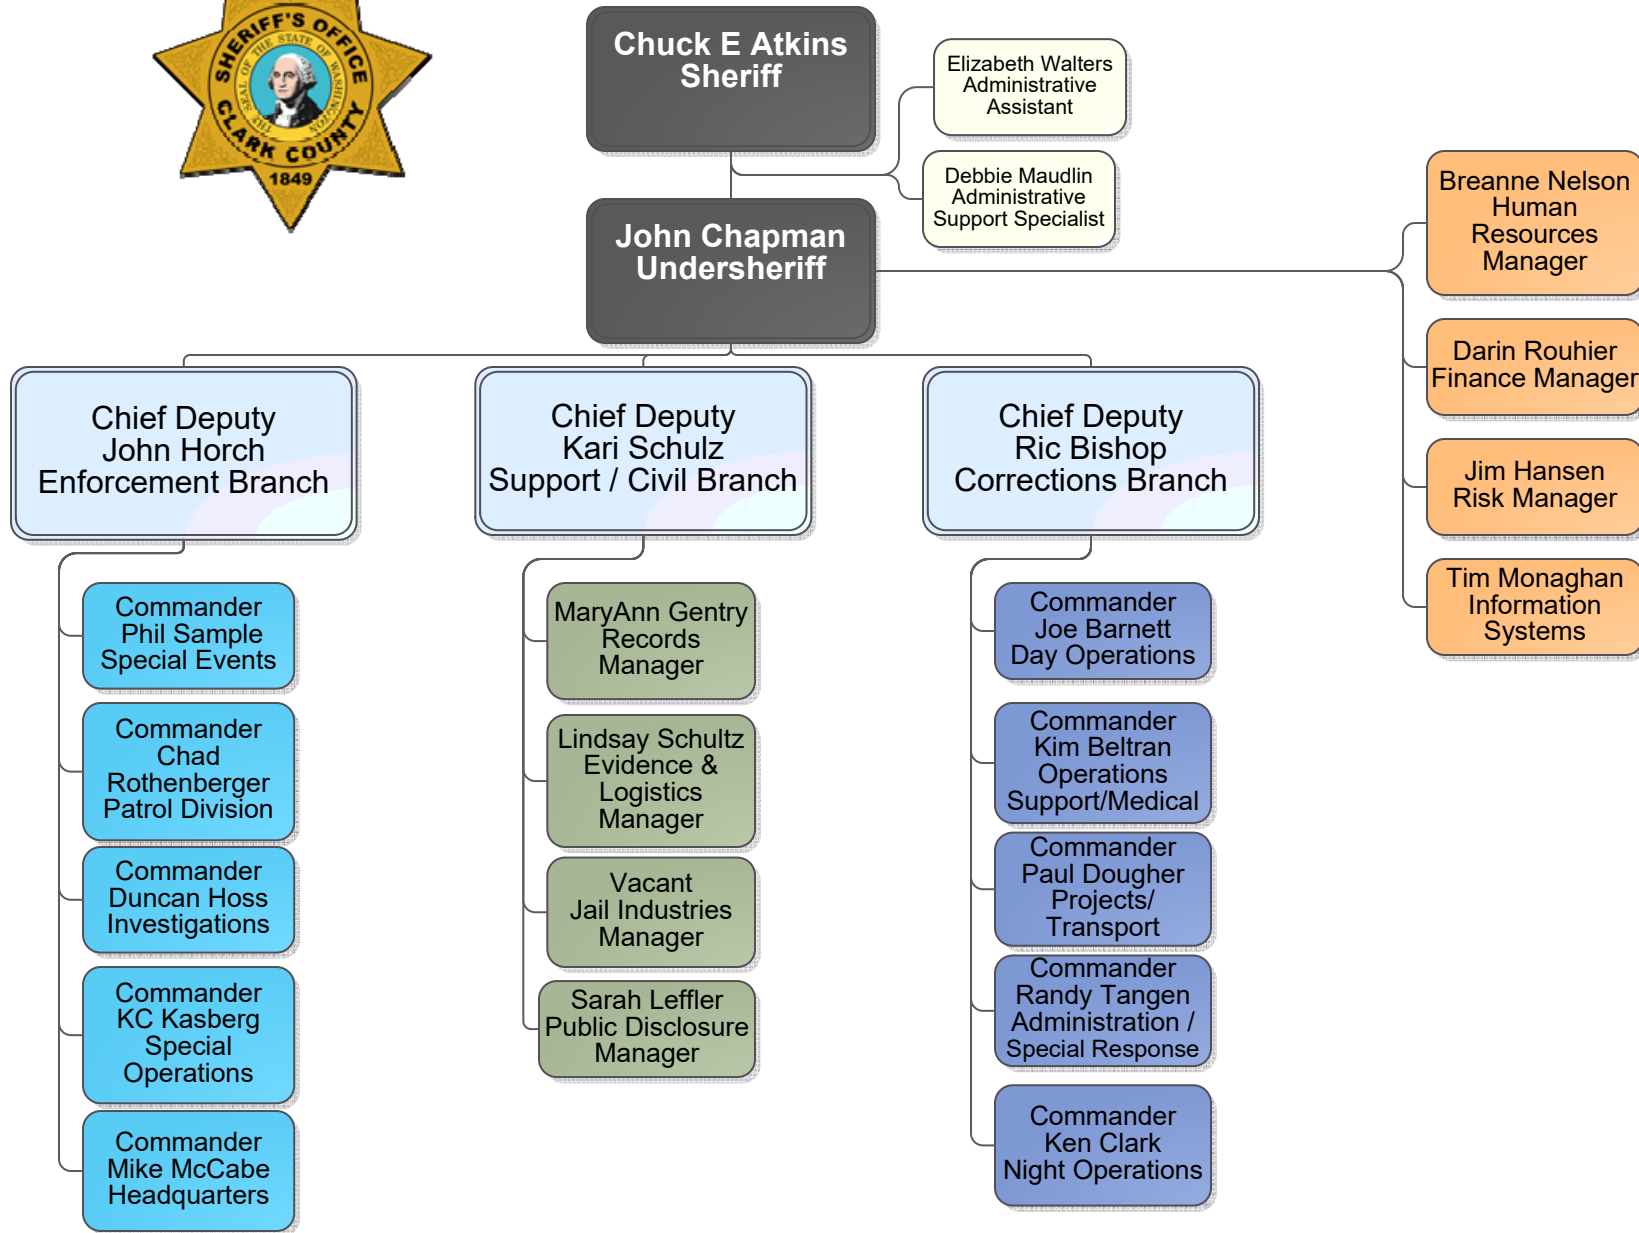 SHERIFF'S OFFICE
SEAL OF THE STATE OF WASHINGTON
CLARK COUNTY
1849
Chuck E Atkins
Sheriff
Elizabeth Walters
Administrative
Assistant
Debbie Maudlin
Administrative
Support Specialist
John Chapman
Undersheriff
Breanne Nelson
Human
Resources
Manager
Darin Rouhier
Finance Manager
Jim Hansen
Risk Manager
Tim Monaghan
Information
Systems
Chief Deputy
John Horch
Enforcement Branch
Chief Deputy
Kari Schulz
Support / Civil Branch
Chief Deputy
Ric Bishop
Corrections Branch
Commander
Phil Sample
Special Events
Commander
Chad
Rothenberger
Patrol Division
Commander
Duncan Hoss
Investigations
Commander
KC Kasberg
Special
Operations
Commander
Mike McCabe
Headquarters
MaryAnn Gentry
Records
Manager
Lindsay Schultz
Evidence &
Logistics
Manager
Vacant
Jail Industries
Manager
Sarah Leffler
Public Disclosure
Manager
Commander
Joe Barnett
Day Operations
Commander
Kim Beltran
Operations
Support/Medical
Commander
Paul Dougher
Projects/
Transport
Commander
Randy Tangen
Administration /
Special Response
Commander
Ken Clark
Night Operations